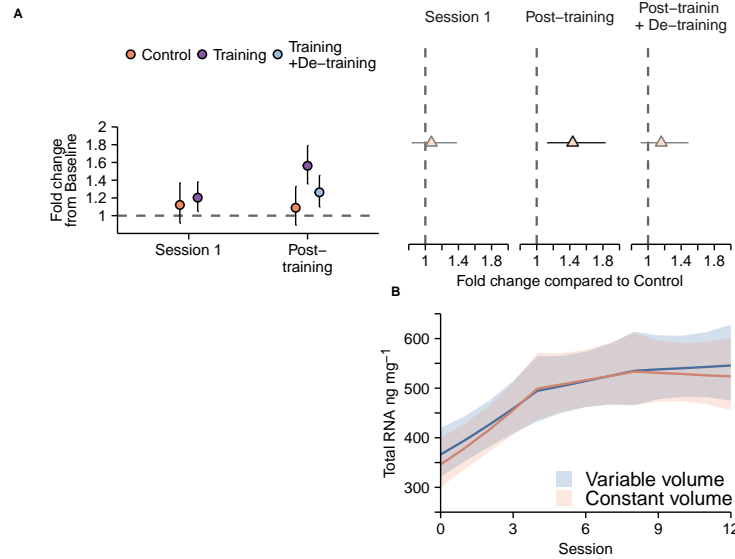 A
Control
Training
Training
+De−training
Fold change
from Baseline
2
1.8
1.6
1.4
1.2
1
Session 1
Post−
training
Session 1
Post−training
Post−trainin
+ De−training
1 1.4 1.8
1 1.4 1.8
1 1.4 1.8
Fold change compared to Control
B
Total RNA ng mg−1
600
500
400
300
Variable volume
Constant volume
0 3 6 9 12
Session